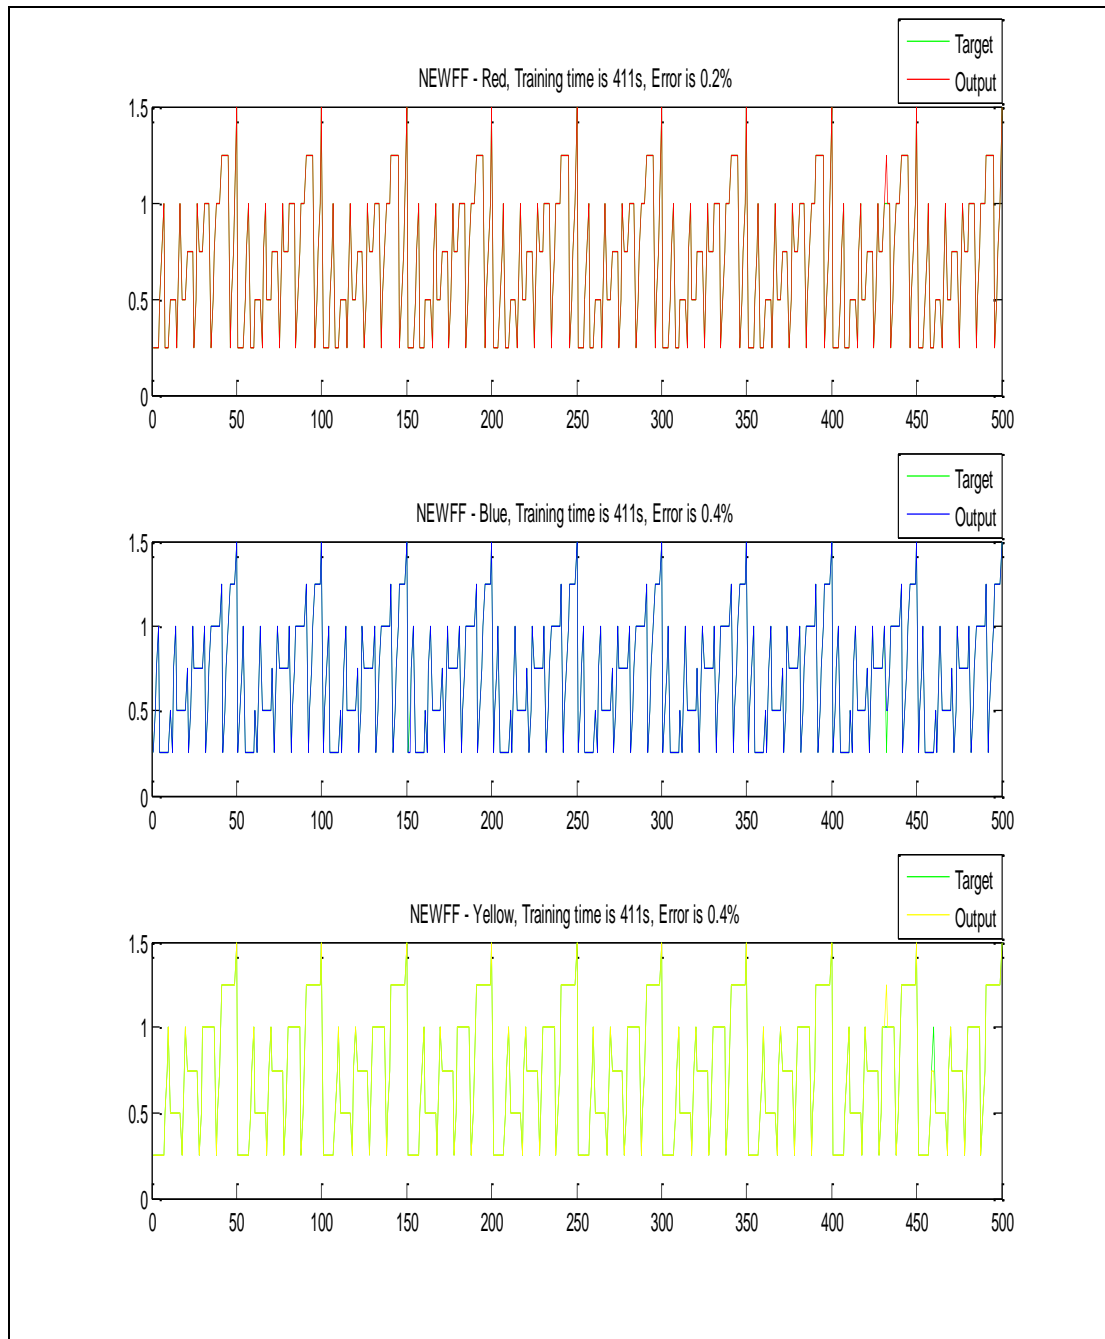 Target
Output
NEWFF - Red, Training time is 411s, Error is 0.2%
1.5
1
0.5
0
0 50 100 150 200 250 300 350 400 450 500
Target
Output
NEWFF - Blue, Training time is 411s, Error is 0.4%
1.5
1
0.5
0
0 50 100 150 200 250 300 350 400 450 500
Target
Output
NEWFF - Yellow, Training time is 411s, Error is 0.4%
1.5
1
0.5
0
0 50 100 150 200 250 300 350 400 450 500